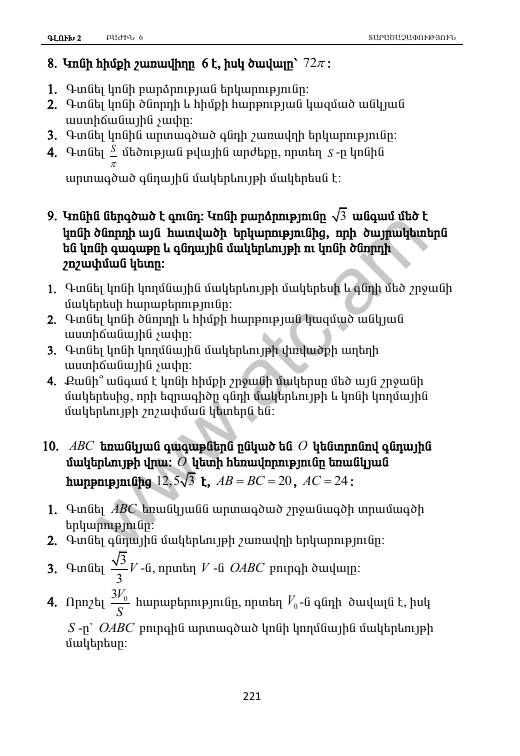 ԳԼՈՒԽ 2 ԲԱԺԻՆ 6 ՏԱՐԱԾԱՉԱՓՈՒԹՅՈՒՆ
8. Կոնի հիմքի շառավիղը 6 է, իսկ ծավալը` 72π :
1. Գտնել կոնի բարձրության երկարությունը:
2. Գտնել կոնի ծնորդի և հիմքի հարթության կազմած անկյան
աստիճանային չափը:
3. Գտնել կոնին արտագծած գնդի շառավղի երկարությունը:
4. Գտնել S/π մեծության թվային արժեքը, որտեղ S -ը կոնին
արտագծած գնդային մակերևույթի մակերեսն է:
9. Կոնին ներգծած է գունդ: Կոնի բարձրությունը √3 անգամ մեծ է
կոնի ծնորդի այն հատվածի երկարությունից, որի ծայրակետերն
են կոնի գագաթը և գնդային մակերևույթի ու կոնի ծնորդի
շոշափման կետը:
1. Գտնել կոնի կողմնային մակերևույթի մակերեսի և գնդի մեծ շրջանի
մակերեսի հարաբերությունը:
2. Գտնել կոնի ծնորդի և հիմքի հարթության կազմած անկյան
աստիճանային չափը:
3. Գտնել կոնի կողմնային մակերևույթի փռվածքի աղեղի
աստիճանային չափը:
4. Քանի՞ անգամ է կոնի հիմքի շրջանի մակերսը մեծ այն շրջանի
մակերեսից, որի եզրագիծը գնդի մակերևույթի և կոնի կողմային
մակերևույթի շոշափման կետերն են:
10. ABC եռանկյան գագաթներն ընկած են O կենտրոնով գնդային
մակերևույթի վրա: O կետի հեռավորությունը եռանկյան
հարթությունից 12,5√3 է, AB = BC = 20 , AC = 24 :
1. Գտնել ABC եռանկյանն արտագծած շրջանագծի տրամագծի
երկարությունը:
2. Գտնել գնդային մակերևույթի շառավղի երկարությունը:
3. Գտնել √3/3 V -ն, որտեղ V -ն OABC բուրգի ծավալը:
4. Որոշել 3V₀/S հարաբերությունը, որտեղ V₀ -ն գնդի ծավալն է, իսկ
S -ը` OABC բուրգին արտագծած կոնի կողմնային մակերևույթի
մակերեսը:
221
www.atc.am